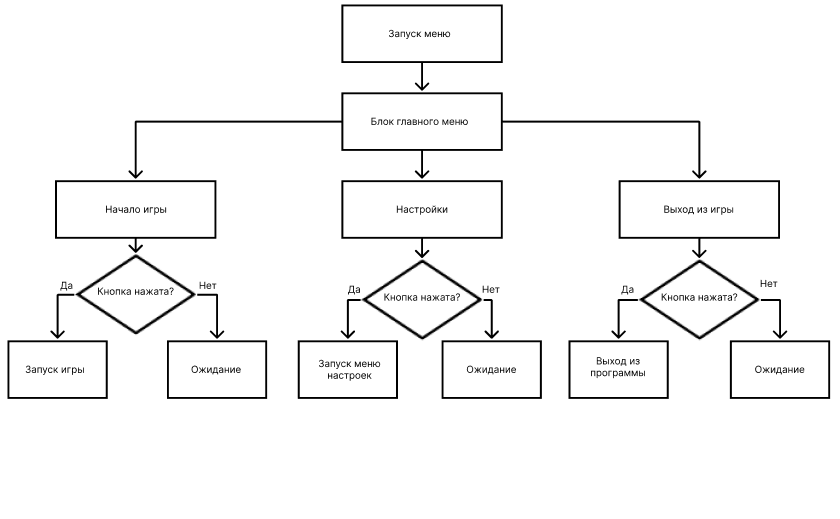 Запуск меню
Блок главного меню
Начало игры
Настройки
Выход из игры
Кнопка нажата?
Да
Нет
Кнопка нажата?
Да
Нет
Кнопка нажата?
Да
Нет
Запуск игры
Ожидание
Запуск меню
настроек
Ожидание
Выход из
программы
Ожидание